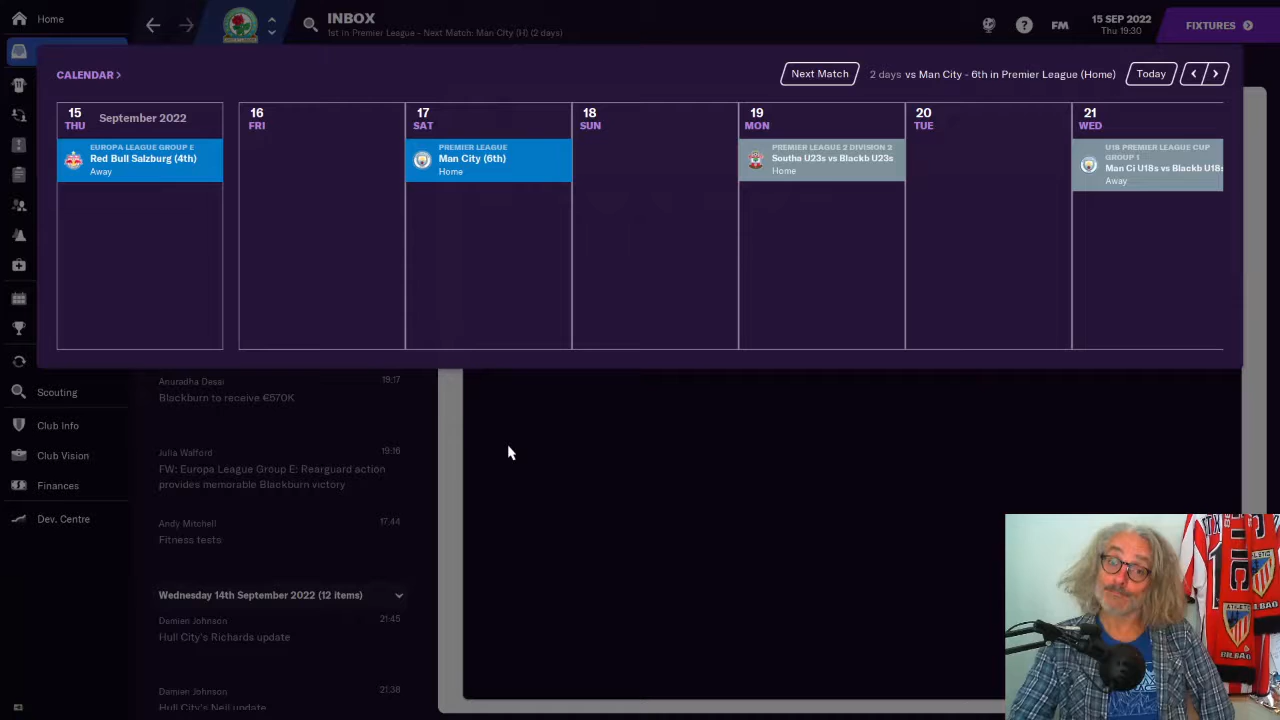 Home
INBOX
1st in Premier League - Next Match: Man City (H) (2 days)
FM
15 SEP 2022
Thu 19:30
FIXTURES
CALENDAR
Next Match
2 days vs Man City - 6th in Premier League (Home)
Today
15
THU
September 2022
EUROPA LEAGUE GROUP E
Red Bull Salzburg (4th)
Away
16
FRI
17
SAT
PREMIER LEAGUE
Man City (6th)
Home
18
SUN
19
MON
PREMIER LEAGUE 2 DIVISION 2
Southa U23s vs Blackb U23s
Home
20
TUE
21
WED
U18 PREMIER LEAGUE CUP
GROUP 1
Man Ci U18s vs Blackb U18s
Away
Scouting
Club Info
Club Vision
Finances
Dev. Centre
Anuradha Desai
19:17
Blackburn to receive €570K
Julia Walford
19:16
FW: Europa League Group E: Rearguard action
provides memorable Blackburn victory
Andy Mitchell
17:44
Fitness tests
Wednesday 14th September 2022 (12 items)
Damien Johnson
21:45
Hull City's Richards update
Damien Johnson
21:38
Hull City's Neil update
ATHLETIC
BILBAO